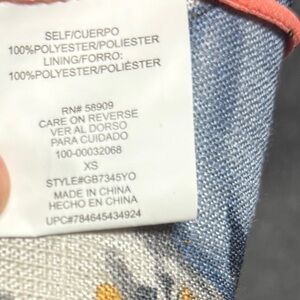 SELF/CUERPO
100%POLYESTER/POLIESTER
LINING/FORRO:
100%POLYESTER/POLIÉSTER
RN# 58909
CARE ON REVERSE
VER AL DORSO
PARA CUIDADO
100-00032068
XS
STYLE#GB7345YO
MADE IN CHINA
HECHO EN CHINA
UPC#784645434924